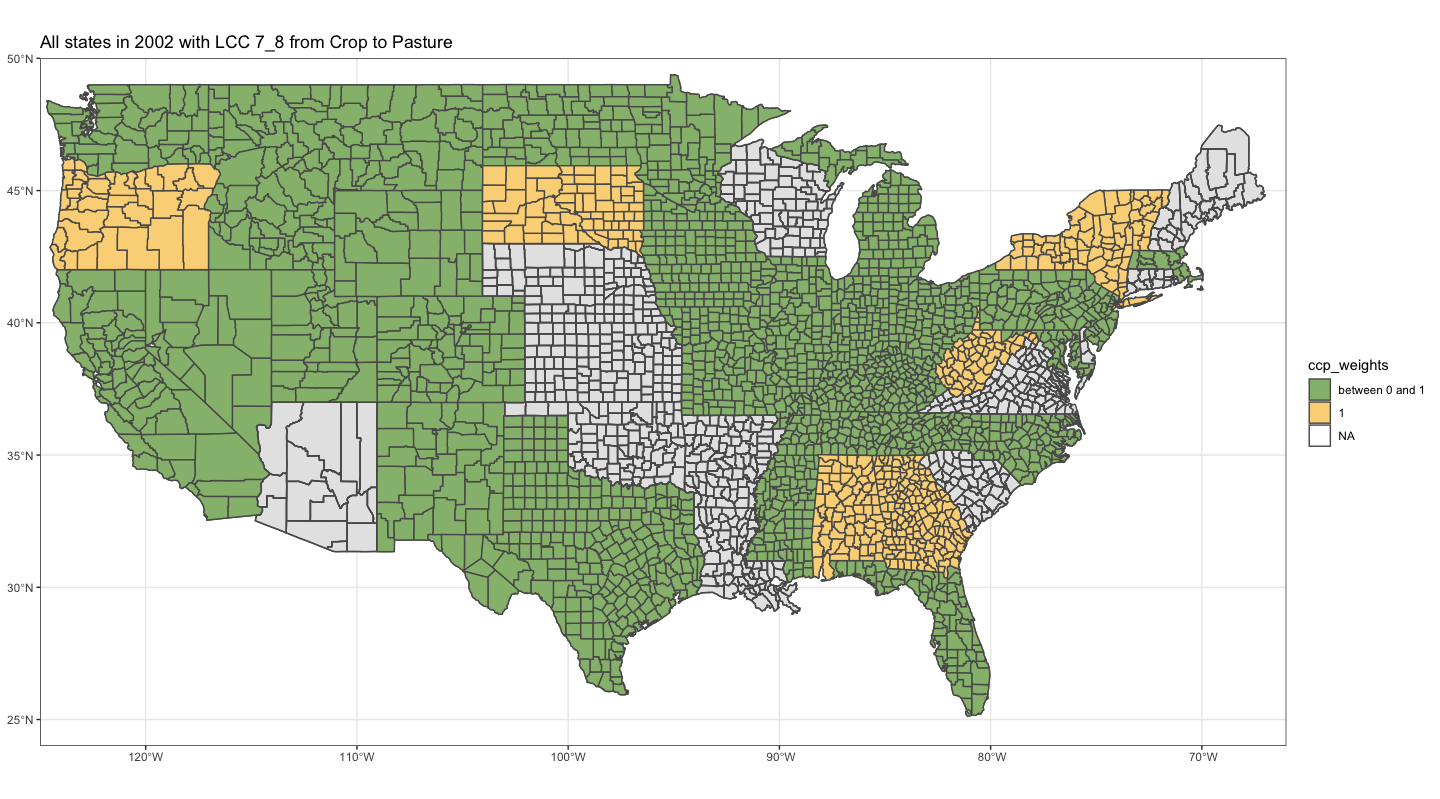 All states in 2002 with LCC 7_8 from Crop to Pasture
50°N
45°N
40°N
35°N
30°N
25°N
120°W
110°W
100°W
90°W
80°W
70°W
ccp_weights
between 0 and 1
1
NA